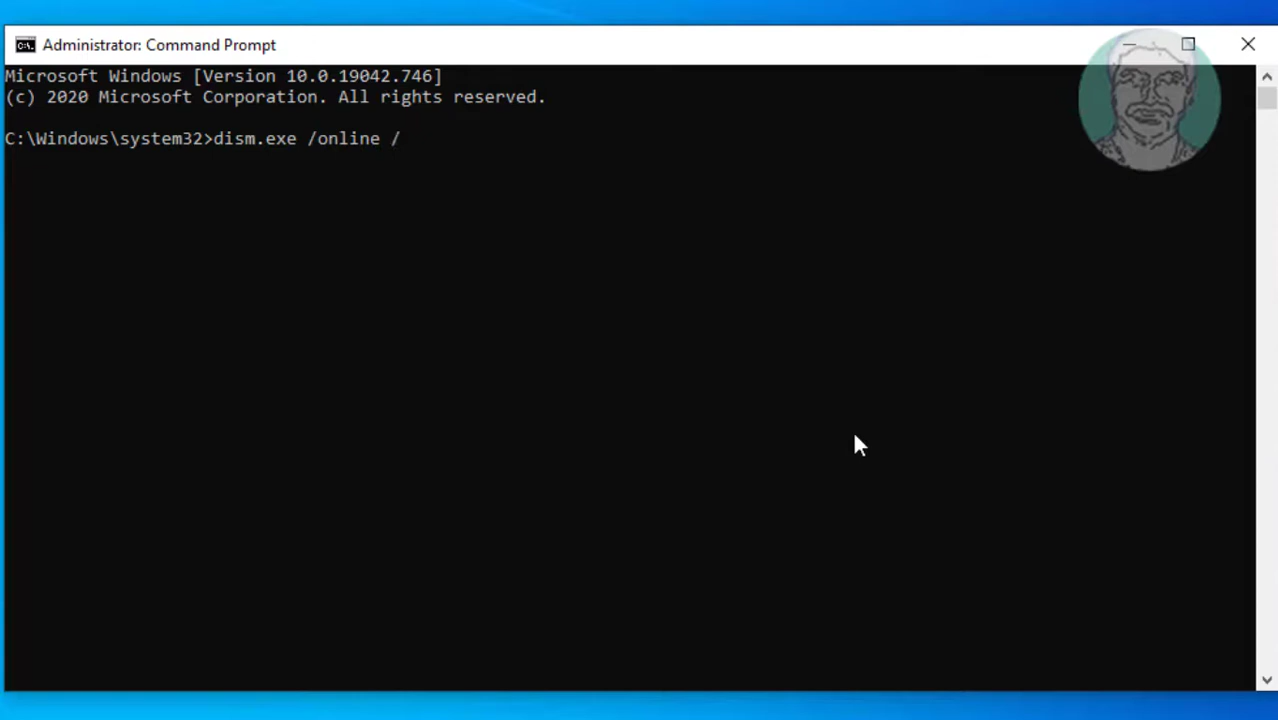 Administrator: Command Prompt
Microsoft Windows [Version 10.0.19042.746]
(c) 2020 Microsoft Corporation. All rights reserved.
C:\Windows\system32>dism.exe /online /